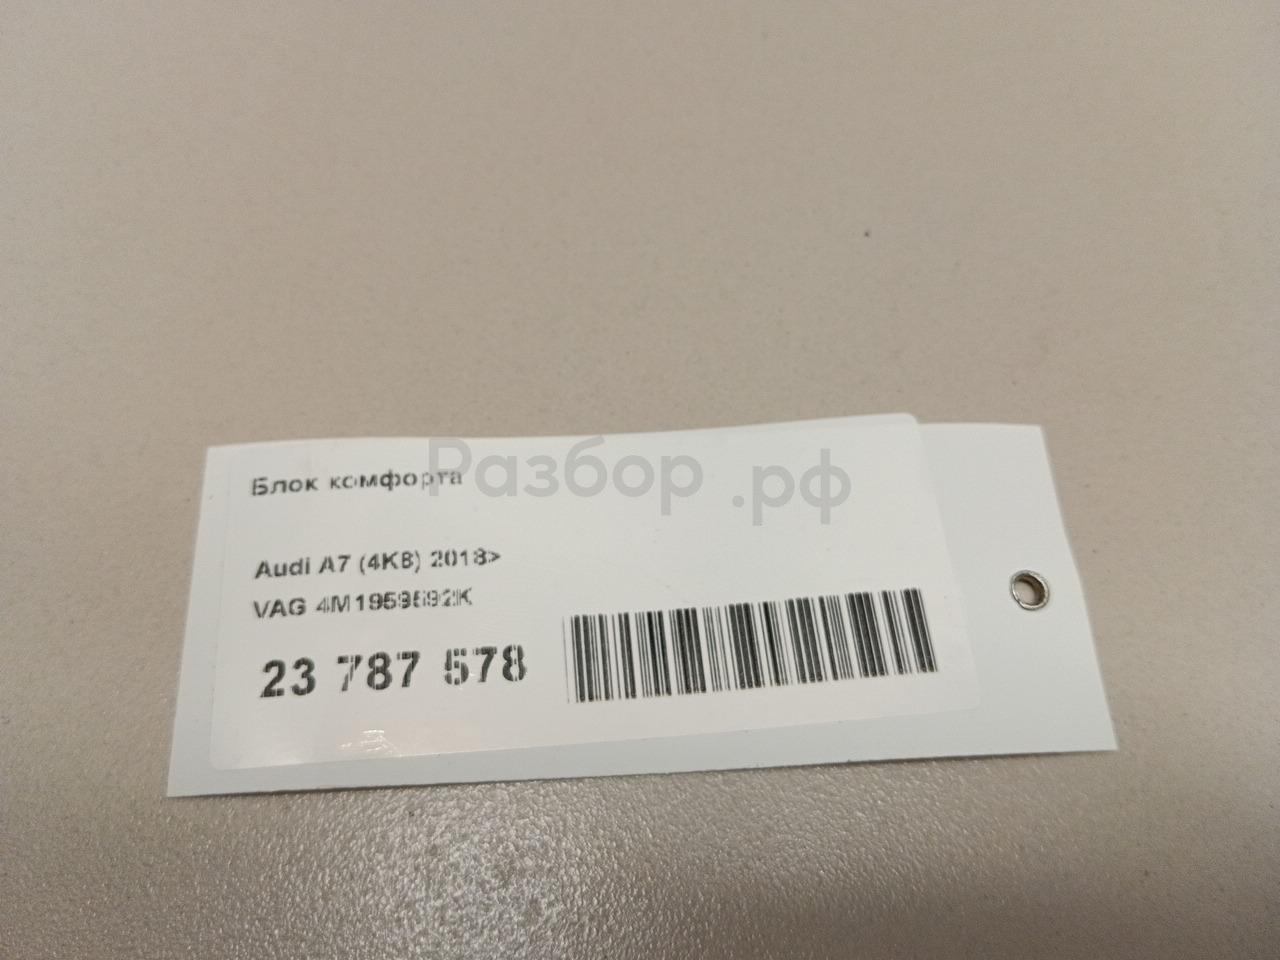 Блок комфорта
Разбор.рф
Audi A7 (4K8) 2018>
VAG 4M1959592K
23 787 578